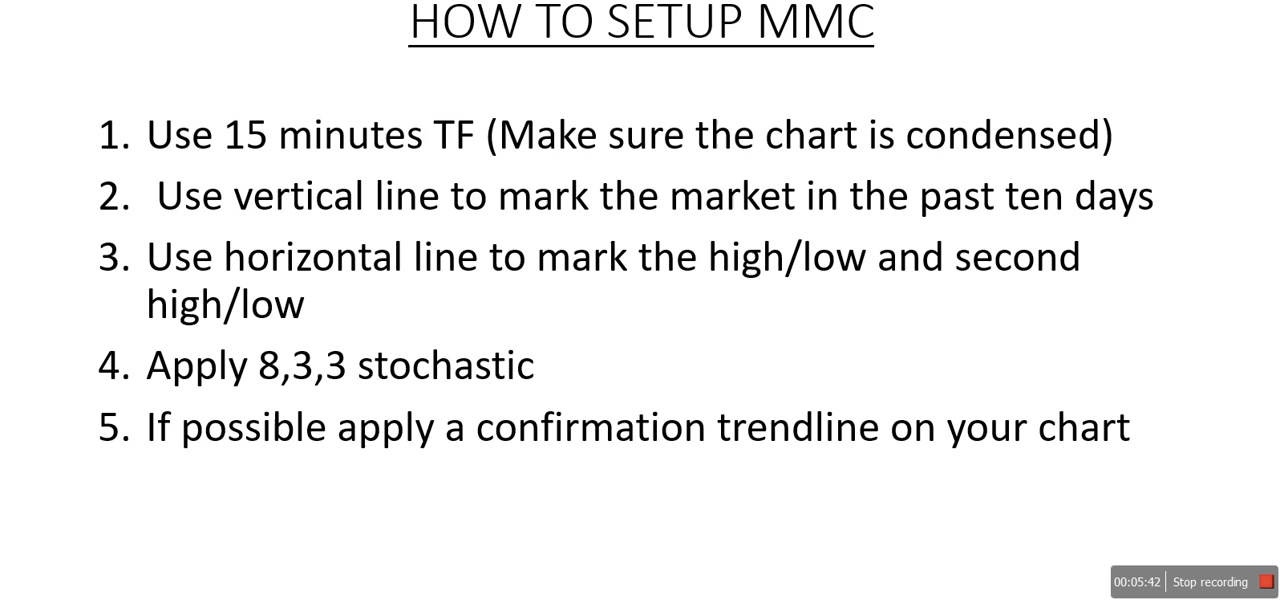 HOW TO SETUP MMC
1. Use 15 minutes TF (Make sure the chart is condensed)
2. Use vertical line to mark the market in the past ten days
3. Use horizontal line to mark the high/low and second
high/low
4. Apply 8,3,3 stochastic
5. If possible apply a confirmation trendline on your chart
00:05:42 Stop recording